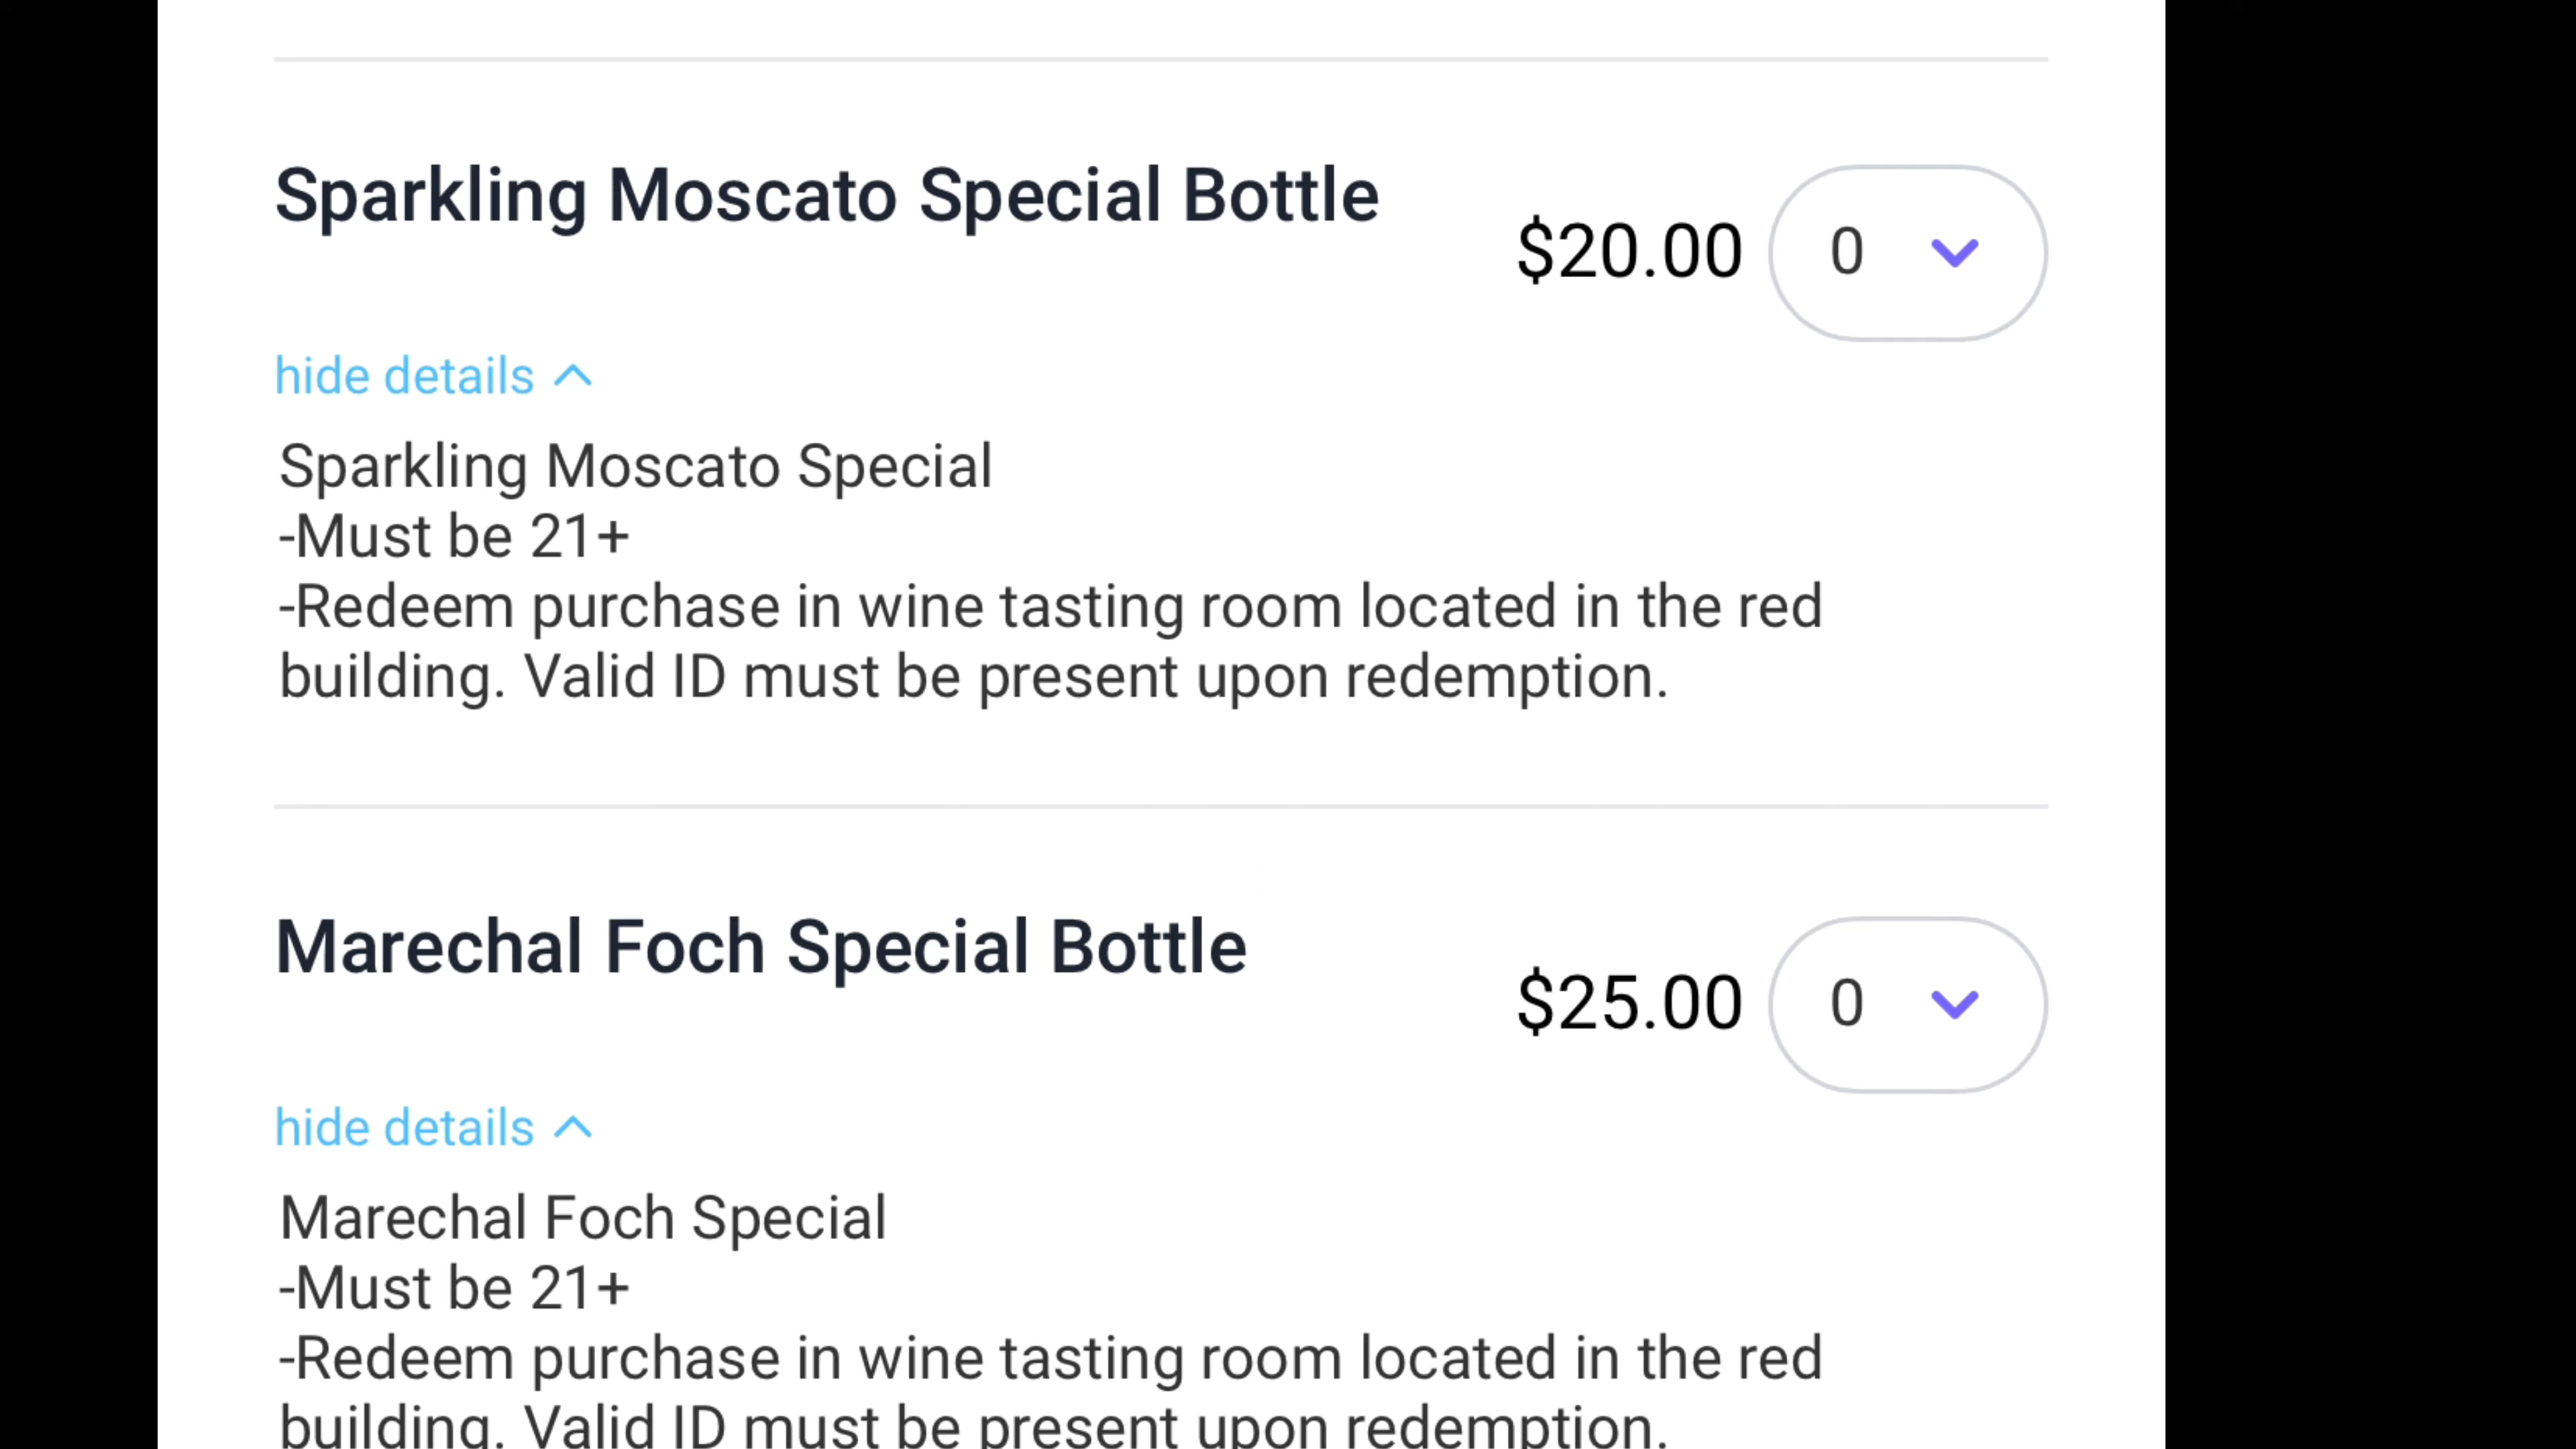 Sparkling Moscato Special Bottle
$20.00 0
hide details
Sparkling Moscato Special
-Must be 21+
-Redeem purchase in wine tasting room located in the red
building. Valid ID must be present upon redemption.
Marechal Foch Special Bottle
$25.00 0
hide details
Marechal Foch Special
-Must be 21+
-Redeem purchase in wine tasting room located in the red
building. Valid ID must be present upon redemption.